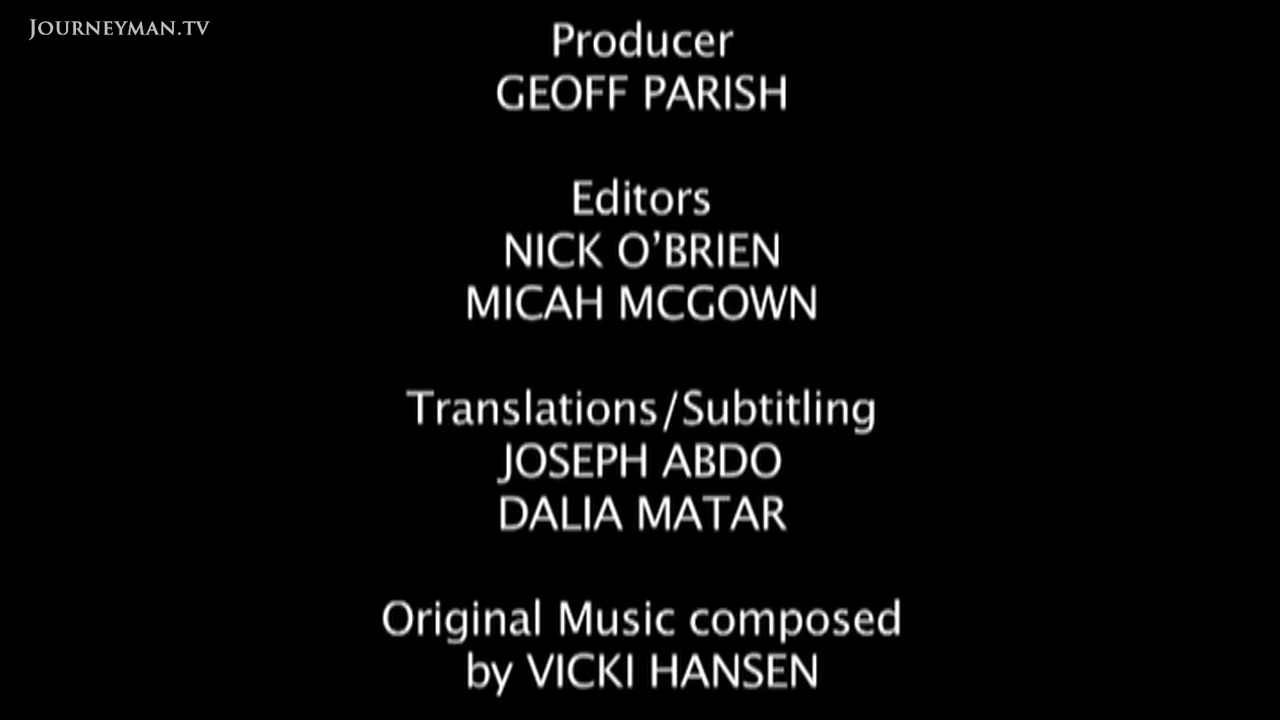 JOURNEYMAN.TV
Producer
GEOFF PARISH
Editors
NICK O’BRIEN
MICAH MCGOWN
Translations/Subtitling
JOSEPH ABDO
DALIA MATAR
Original Music composed
by VICKI HANSEN